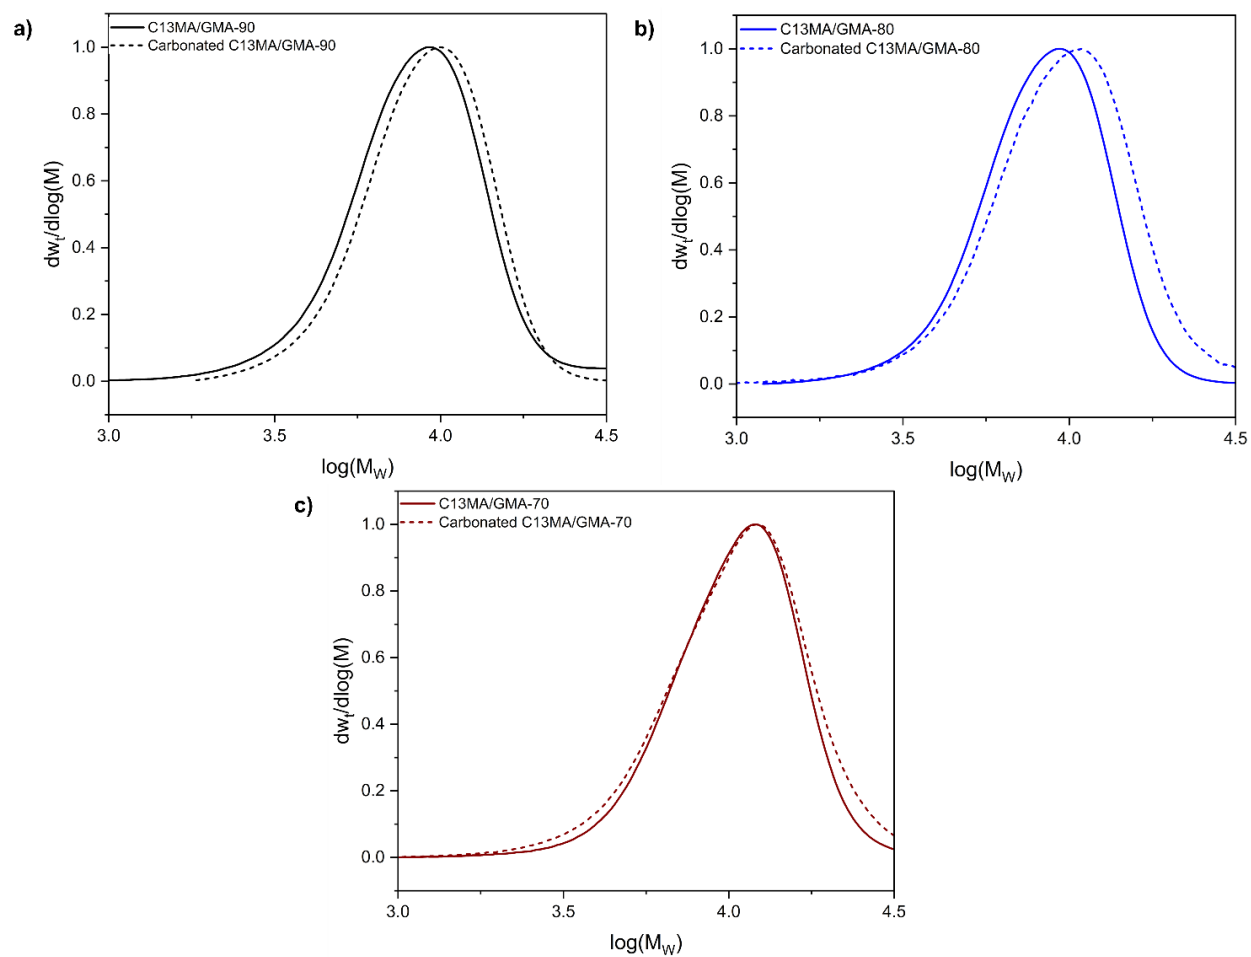 a)
C13MA/GMA-90
Carbonated C13MA/GMA-90
1.0
0.8
0.6
0.4
0.2
0.0
dwt/dlog(M)
3.0 3.5 4.0 4.5
log(MW)
b)
C13MA/GMA-80
Carbonated C13MA/GMA-80
1.0
0.8
0.6
0.4
0.2
0.0
dwt/dlog(M)
3.0 3.5 4.0 4.5
log(MW)
c)
C13MA/GMA-70
Carbonated C13MA/GMA-70
1.0
0.8
0.6
0.4
0.2
0.0
dwt/dlog(M)
3.0 3.5 4.0 4.5
log(MW)